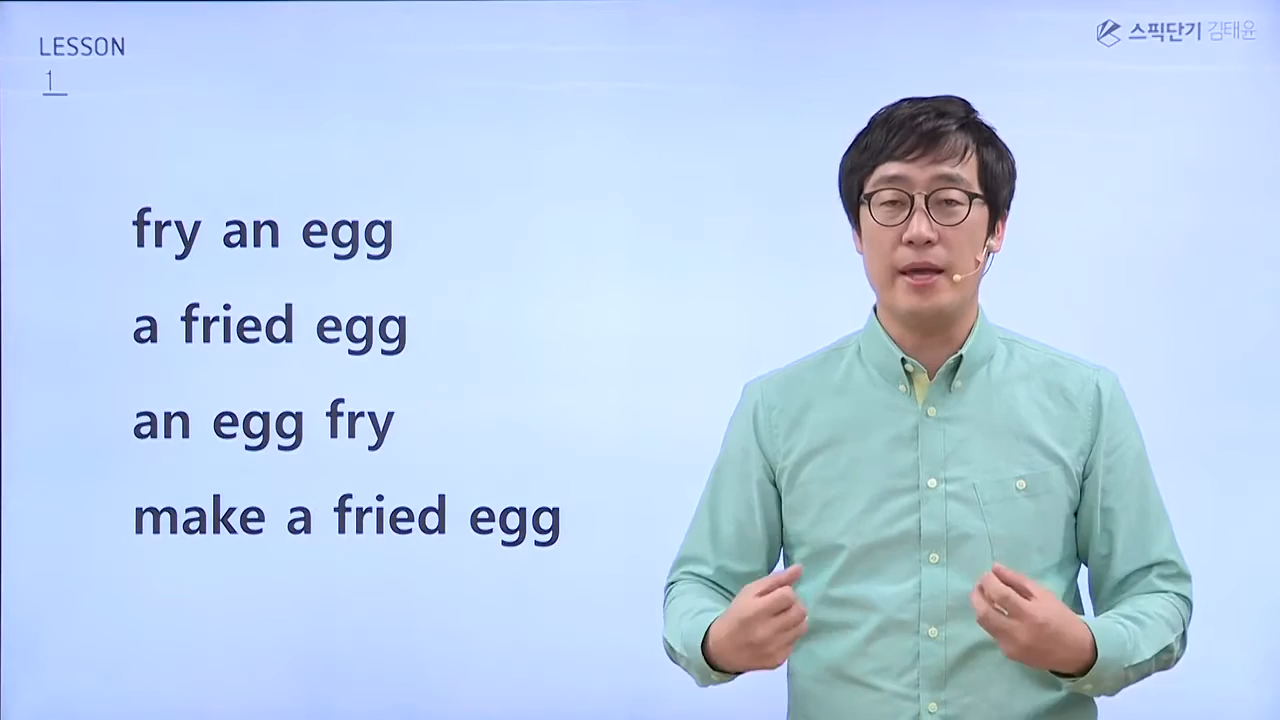 LESSON
1
스픽단기 김태윤
fry an egg
a fried egg
an egg fry
make a fried egg